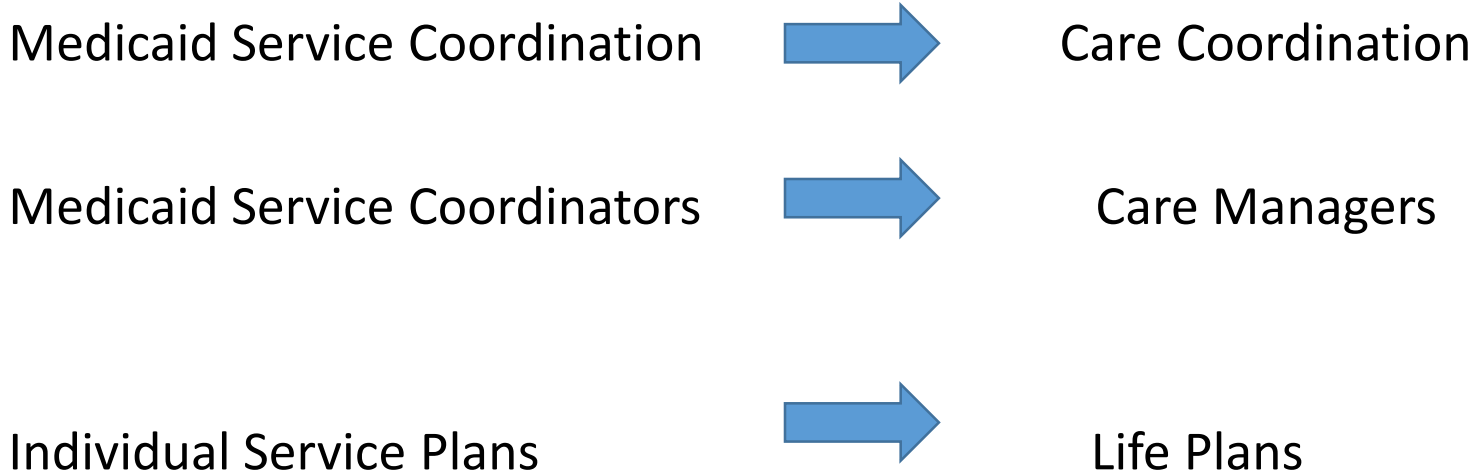 Medicaid Service Coordination Care Coordination
Medicaid Service Coordinators Care Managers
Individual Service Plans Life Plans